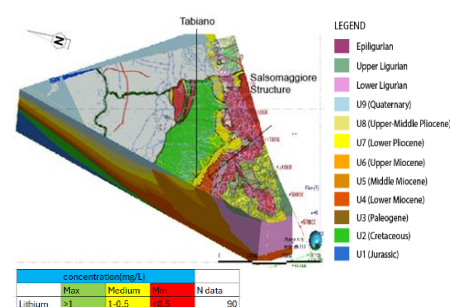 Tabiano
N
Salsomaggiore
Structure
LEGEND
Epiligurian
Upper Ligurian
Lower Ligurian
U9 (Quaternary)
U8 (Upper-Middle Pliocene)
U7 (Lower Pliocene)
U6 (Upper Miocene)
U5 (Middle Miocene)
U4 (Lower Miocene)
U3 (Paleogene)
U2 (Cretaceous)
U1 (Jurassic)
concentration(mg/L)
Max Medium Min N data
Lithium >1 1-0.5 <0.5 90